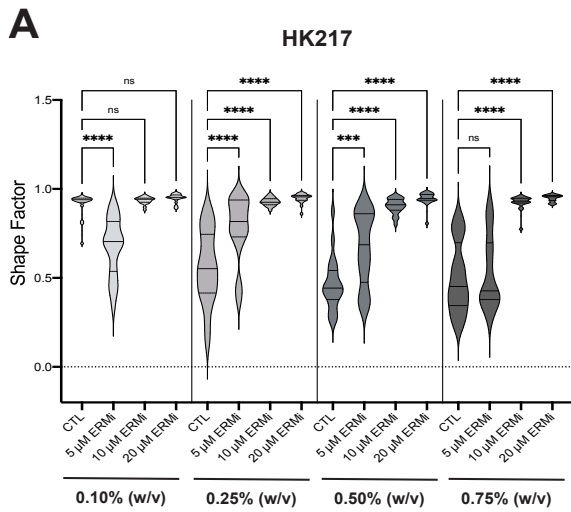 A
HK217
ns **** **** ****
ns **** **** ****
**** **** *** ns
1.5
1.0
0.5
0.0
Shape Factor
CTL 5 µM ERMi 10 µM ERMi 20 µM ERMi CTL 5 µM ERMi 10 µM ERMi 20 µM ERMi CTL 5 µM ERMi 10 µM ERMi 20 µM ERMi CTL 5 µM ERMi 10 µM ERMi 20 µM ERMi
0.10% (w/v) 0.25% (w/v) 0.50% (w/v) 0.75% (w/v)